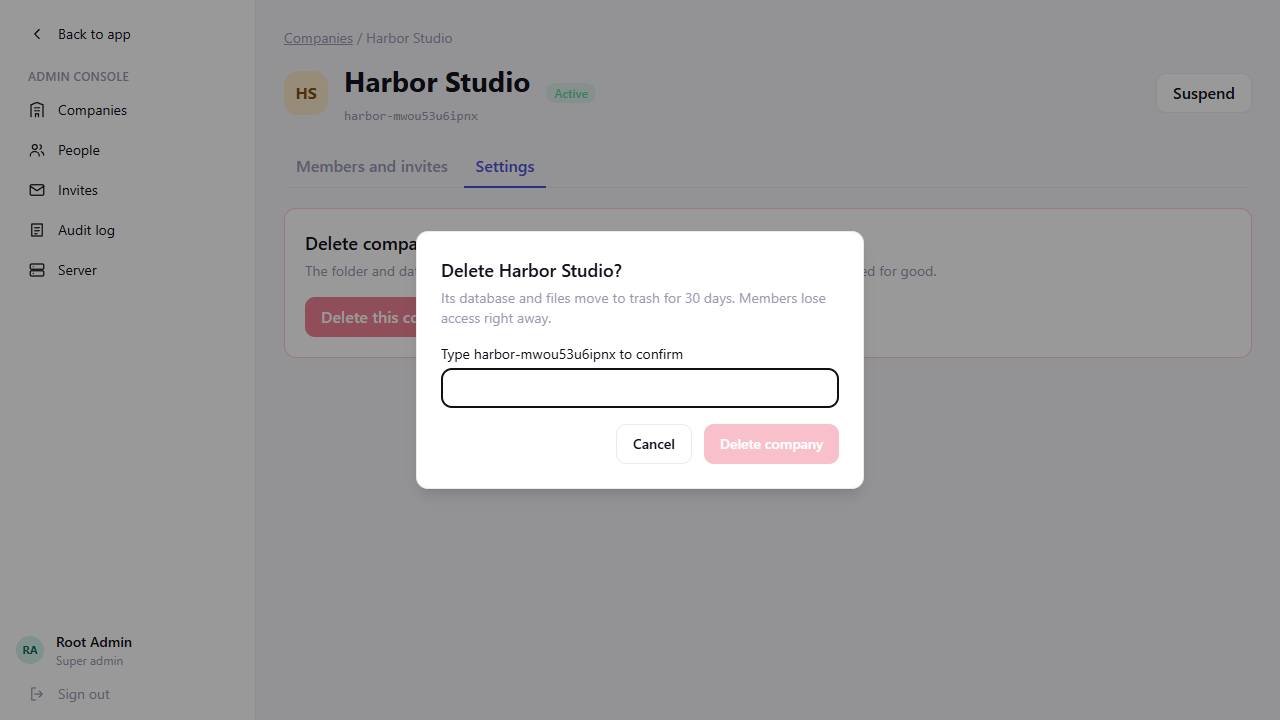 Back to app
ADMIN CONSOLE
Companies
People
Invites
Audit log
Server
Root Admin
RA
Super admin
Sign out
Companies / Harbor Studio
HS
Harbor Studio
Active
harbor-mwou53u6ipnx
Suspend
Members and invites
Settings
Delete compa
The folder and da
ed for good.
Delete this co
Delete Harbor Studio?
Its database and files move to trash for 30 days. Members lose
access right away.
Type harbor-mwou53u6ipnx to confirm
Cancel
Delete company